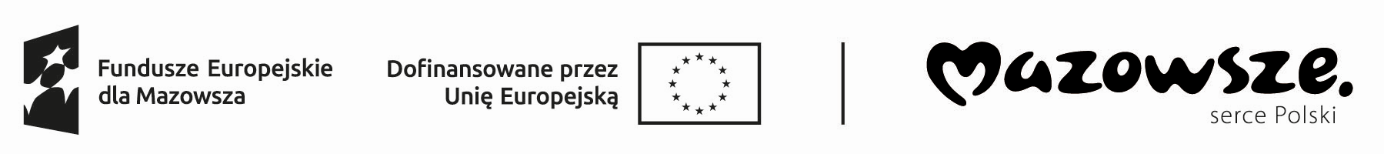 Fundusze Europejskie
dla Mazowsza
Dofinansowane przez
Unię Europejską
Mazowsze.
serce Polski